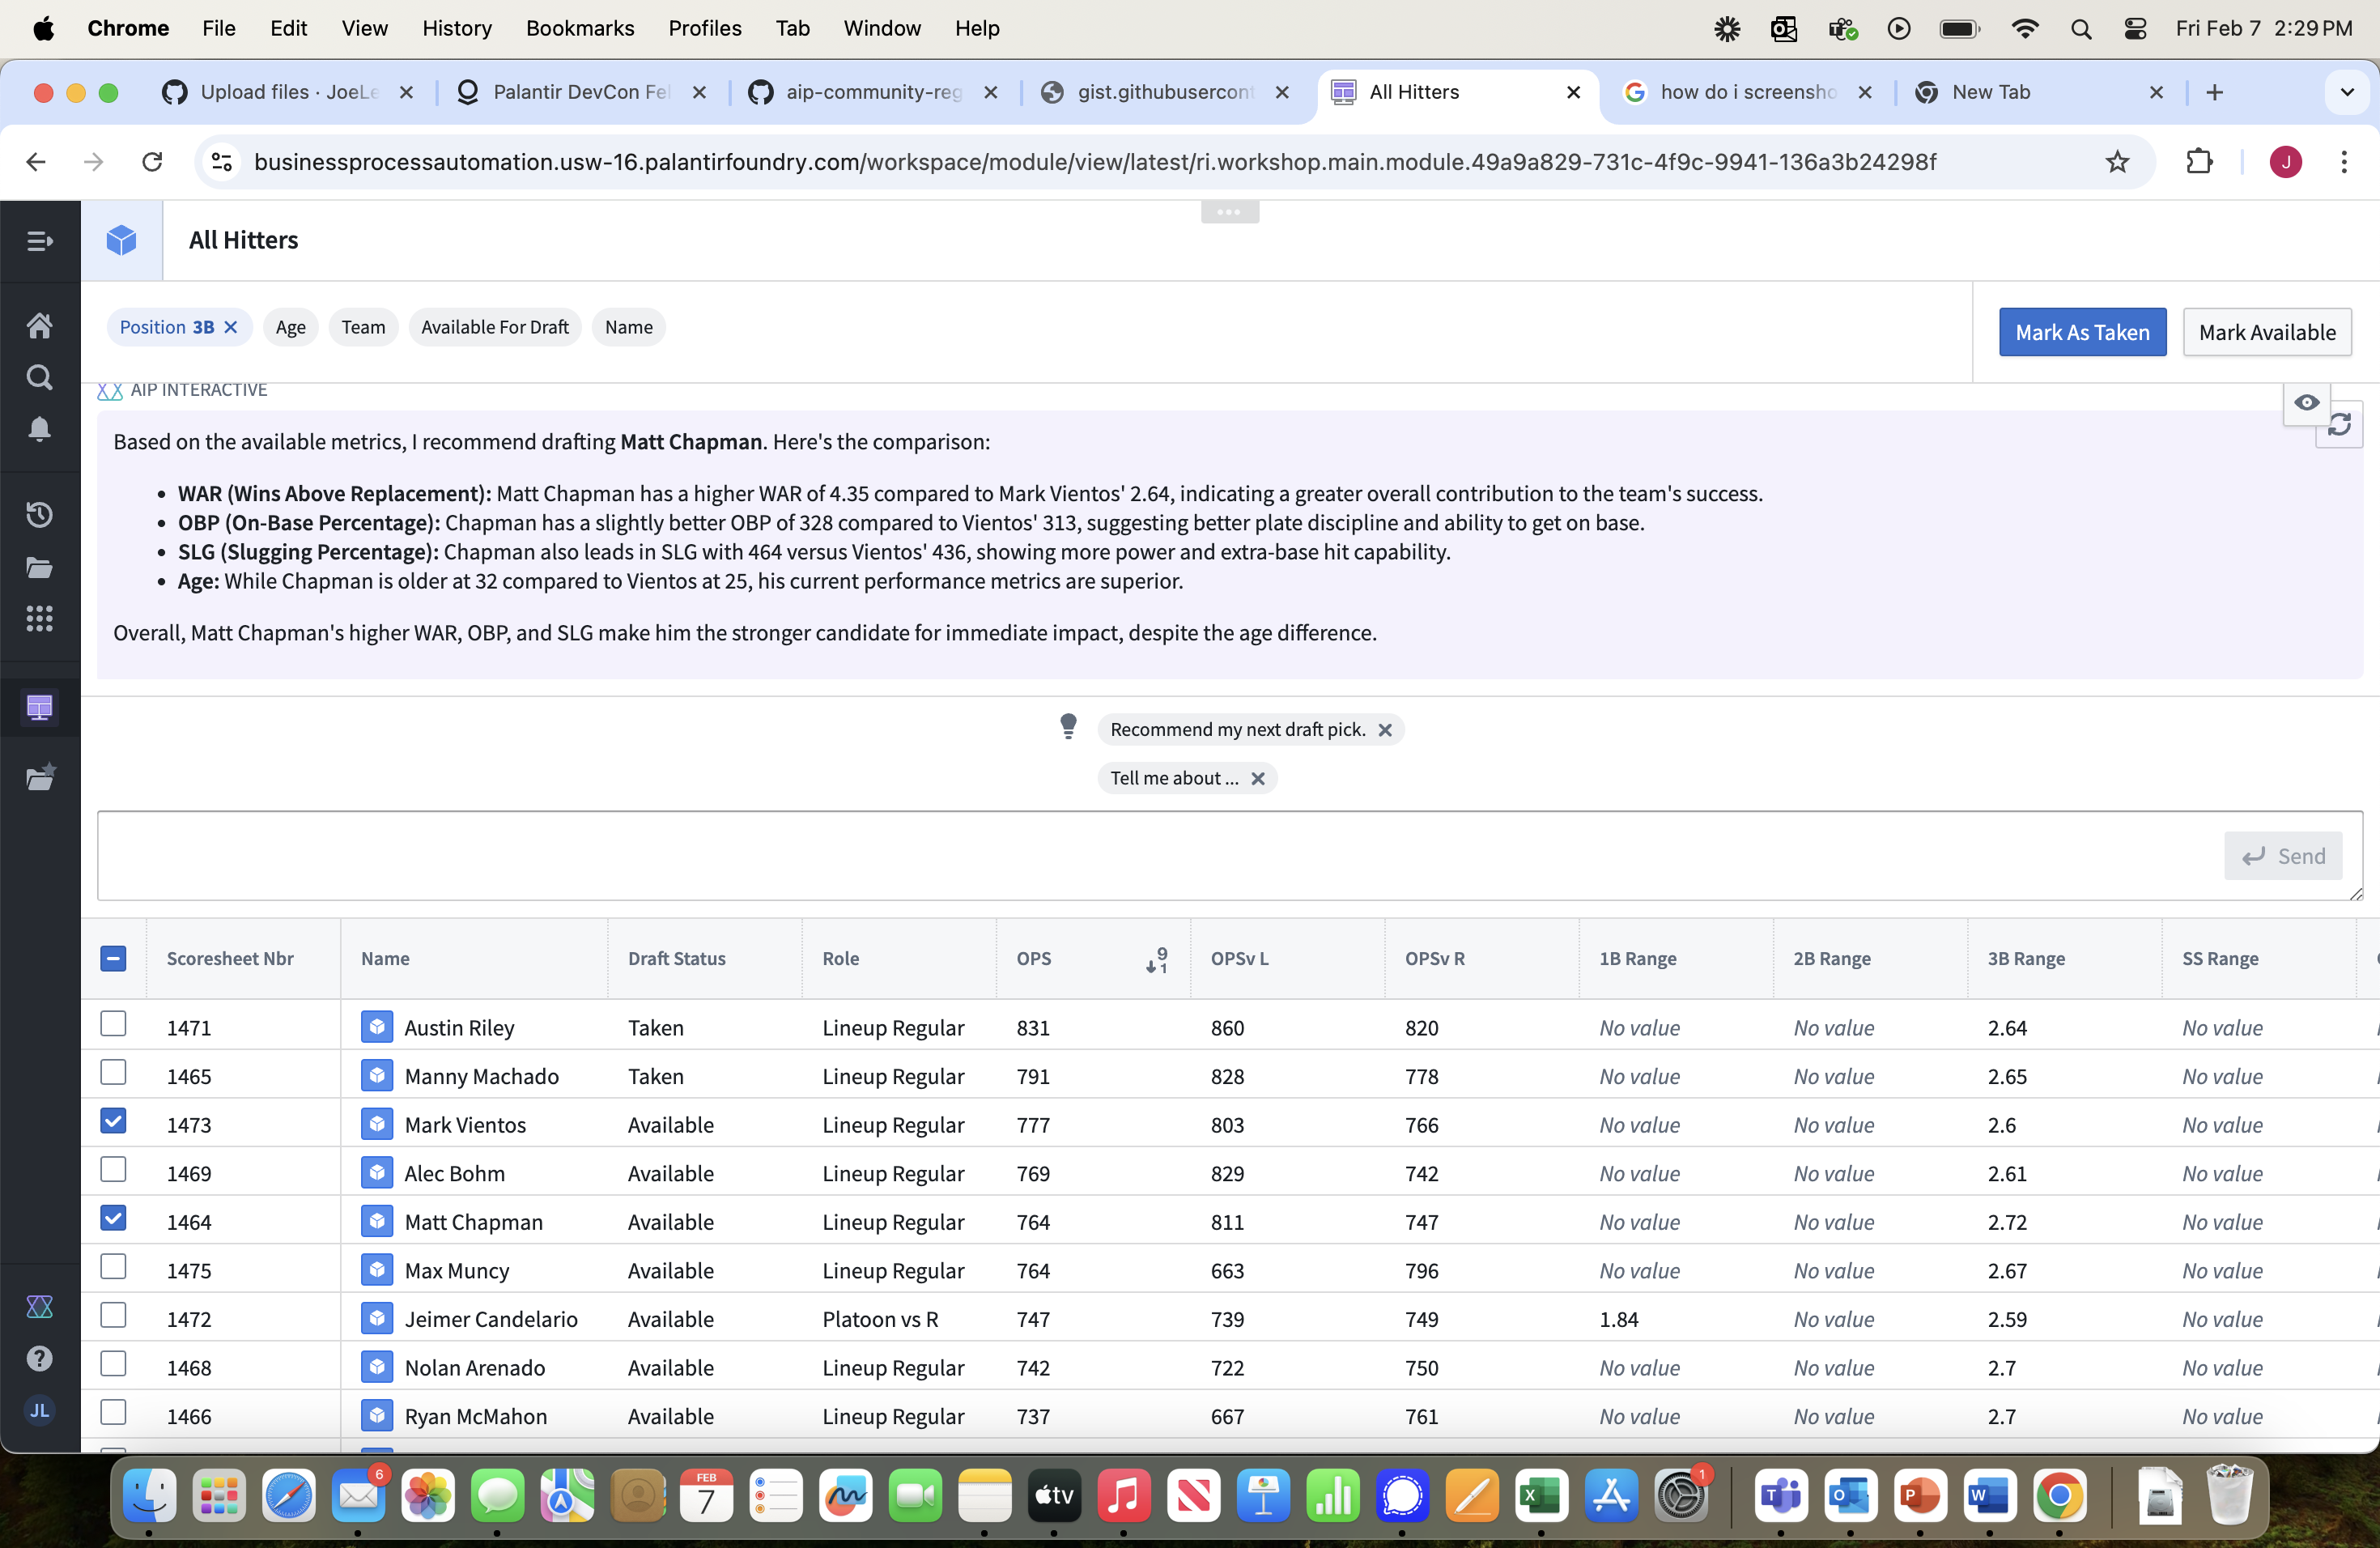 Chrome File Edit View History Bookmarks Profiles Tab Window Help Fri Feb 7 2:29 PM
Upload files · JoeLe Palantir DevCon Fel aip-community-reg gist.githubusercont All Hitters how do i screensho New Tab
businessprocessautomation.usw-16.palantirfoundry.com/workspace/module/view/latest/ri.workshop.main.module.49a9a829-731c-4f9c-9941-136a3b24298f J
All Hitters
Position 3B Age Team Available For Draft Name Mark As Taken Mark Available
AIP INTERACTIVE
Based on the available metrics, I recommend drafting Matt Chapman. Here's the comparison:
• WAR (Wins Above Replacement): Matt Chapman has a higher WAR of 4.35 compared to Mark Vientos' 2.64, indicating a greater overall contribution to the team's success.
• OBP (On-Base Percentage): Chapman has a slightly better OBP of 328 compared to Vientos' 313, suggesting better plate discipline and ability to get on base.
• SLG (Slugging Percentage): Chapman also leads in SLG with 464 versus Vientos' 436, showing more power and extra-base hit capability.
• Age: While Chapman is older at 32 compared to Vientos at 25, his current performance metrics are superior.
Overall, Matt Chapman's higher WAR, OBP, and SLG make him the stronger candidate for immediate impact, despite the age difference.
Recommend my next draft pick.
Tell me about ...
Send
Scoresheet Nbr Name Draft Status Role OPS 9 1 OPSv L OPSv R 1B Range 2B Range 3B Range SS Range
1471 Austin Riley Taken Lineup Regular 831 860 820 No value No value 2.64 No value
1465 Manny Machado Taken Lineup Regular 791 828 778 No value No value 2.65 No value
1473 Mark Vientos Available Lineup Regular 777 803 766 No value No value 2.6 No value
1469 Alec Bohm Available Lineup Regular 769 829 742 No value No value 2.61 No value
1464 Matt Chapman Available Lineup Regular 764 811 747 No value No value 2.72 No value
1475 Max Muncy Available Lineup Regular 764 663 796 No value No value 2.67 No value
1472 Jeimer Candelario Available Platoon vs R 747 739 749 1.84 No value 2.59 No value
1468 Nolan Arenado Available Lineup Regular 742 722 750 No value No value 2.7 No value
1466 Ryan McMahon Available Lineup Regular 737 667 761 No value No value 2.7 No value
JL
6 FEB 7 tv X 1 T O P W